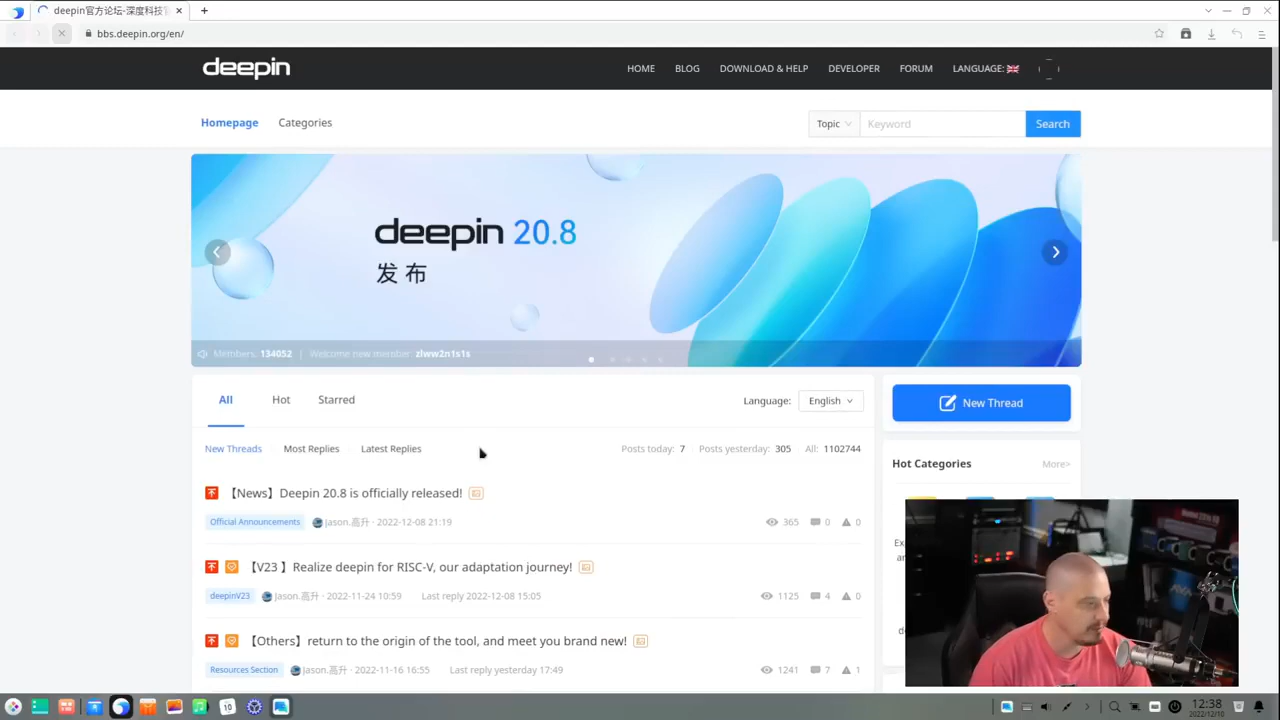 deepin官方论坛-深度科技
bbs.deepin.org/en/
deepin
HOME
BLOG
DOWNLOAD & HELP
DEVELOPER
FORUM
LANGUAGE:
Homepage
Categories
Topic
Keyword
Search
deepin 20.8
发布
Members: 134052 | Welcome new member: zlww2n1s1s
All
Hot
Starred
Language:
English
New Thread
New Threads
Most Replies
Latest Replies
Posts today: 7
Posts yesterday: 305
All: 1102744
Hot Categories
More>
【News】Deepin 20.8 is officially released!
Official Announcements
Jason.高升 · 2022-12-08 21:19
365
0
0
【V23 】Realize deepin for RISC-V, our adaptation journey!
deepinV23
Jason.高升 · 2022-11-24 10:59
Last reply 2022-12-08 15:05
1125
4
0
【Others】return to the origin of the tool, and meet you brand new!
Resources Section
Jason.高升 · 2022-11-16 16:55
Last reply yesterday 17:49
1241
7
1
10
12:38
2022/12/10